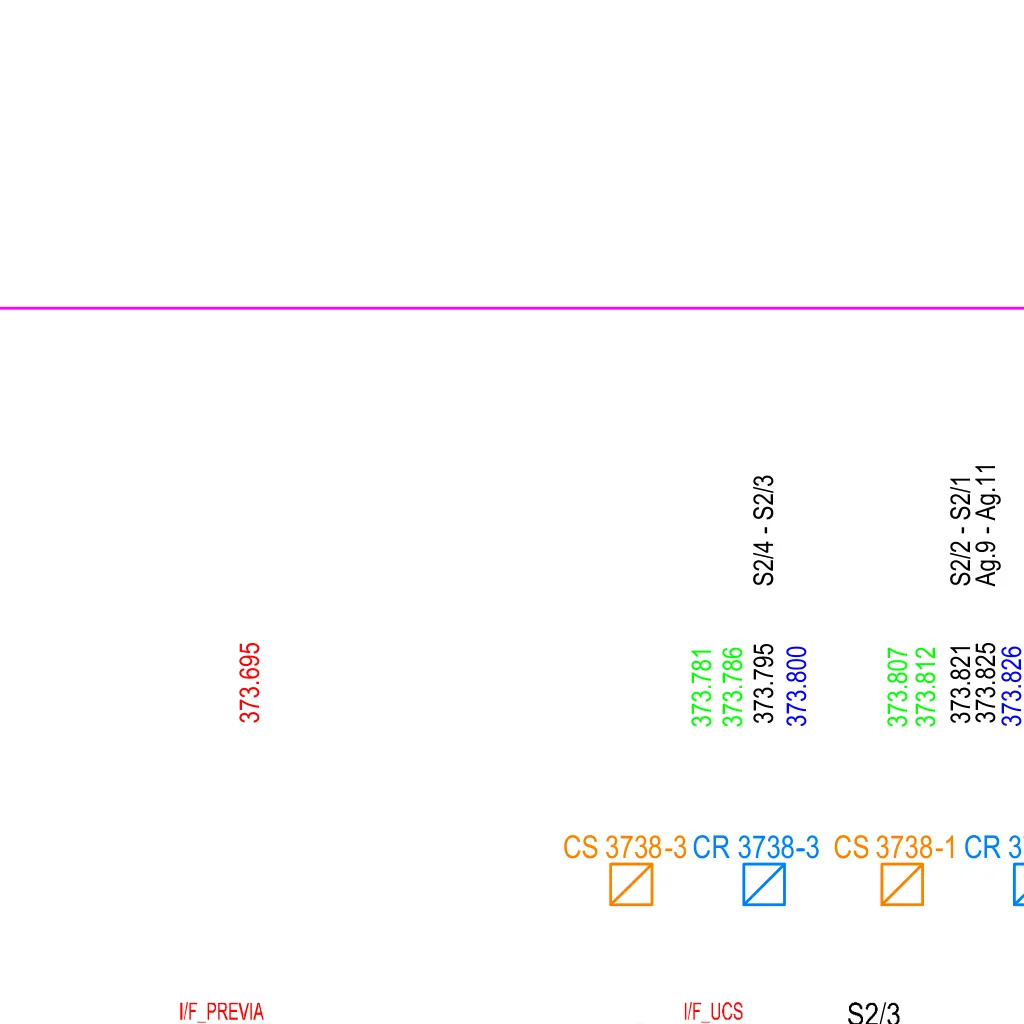 S2/4 - S2/3
S2/2 - S2/1
Ag.9 - Ag.11
373.695
373.781
373.786
373.795
373.800
373.807
373.812
373.821
373.825
373.826
CS 3738-3
CR 3738-3
CS 3738-1
CR 37
I/F_PREVIA
I/F_UCS
S2/3